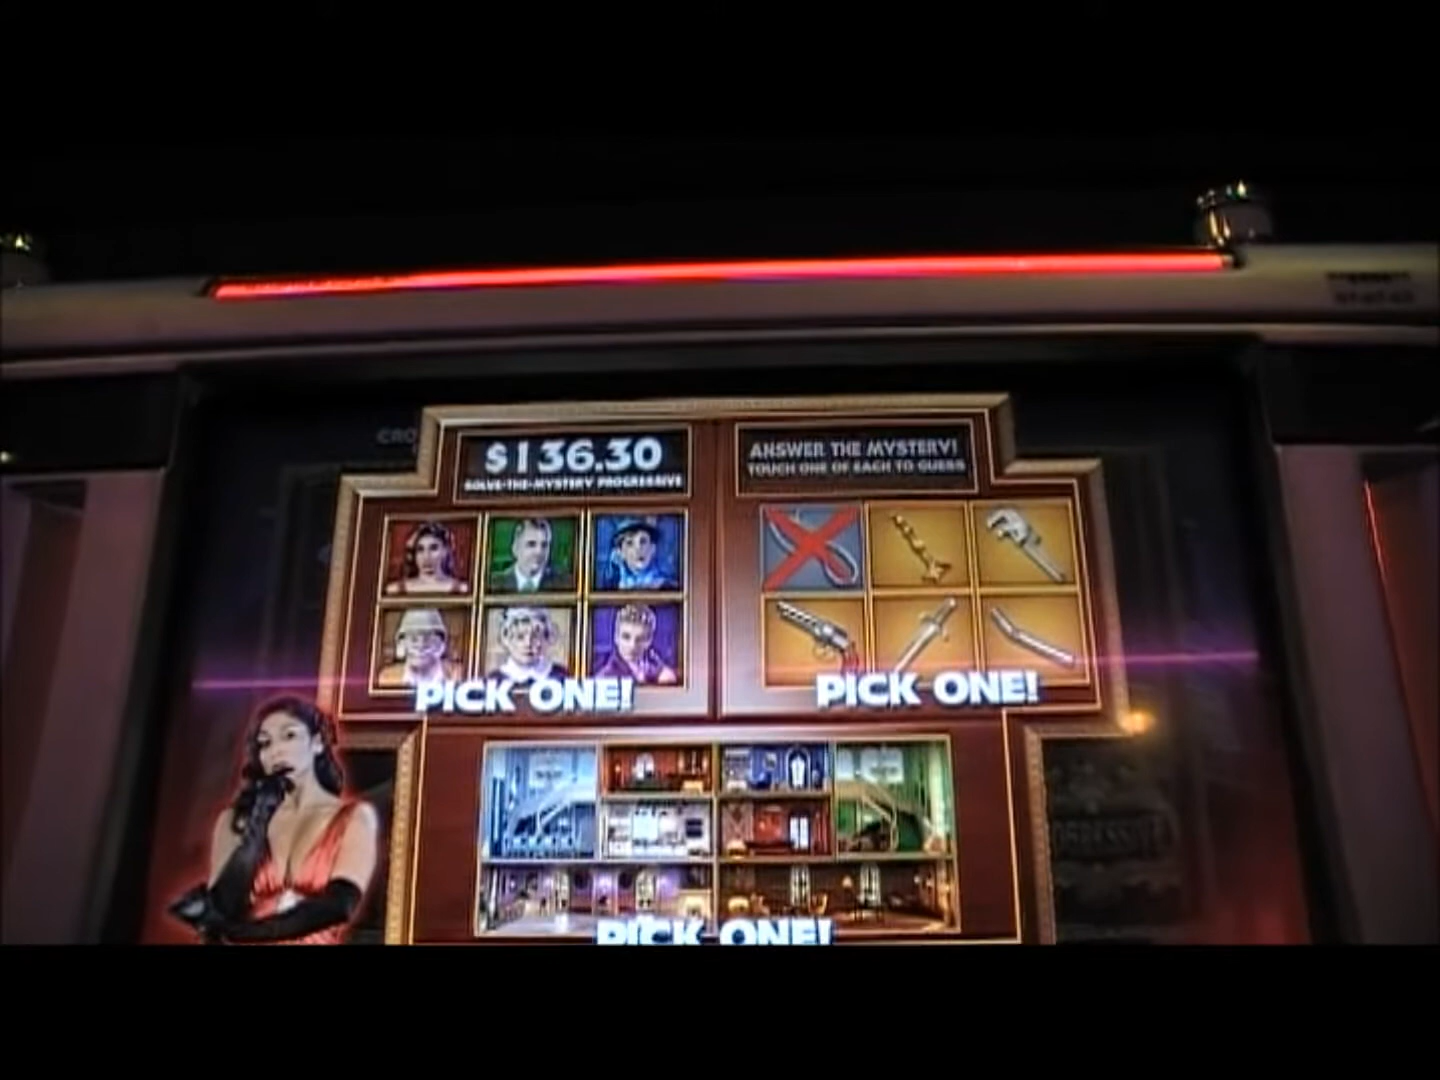 CRO
$136.30
SOLVE-THE-MYSTERY PROGRESSIVE
ANSWER THE MYSTERY!
TOUCH ONE OF EACH TO GUESS
PICK ONE!
PICK ONE!
PICK ONE!